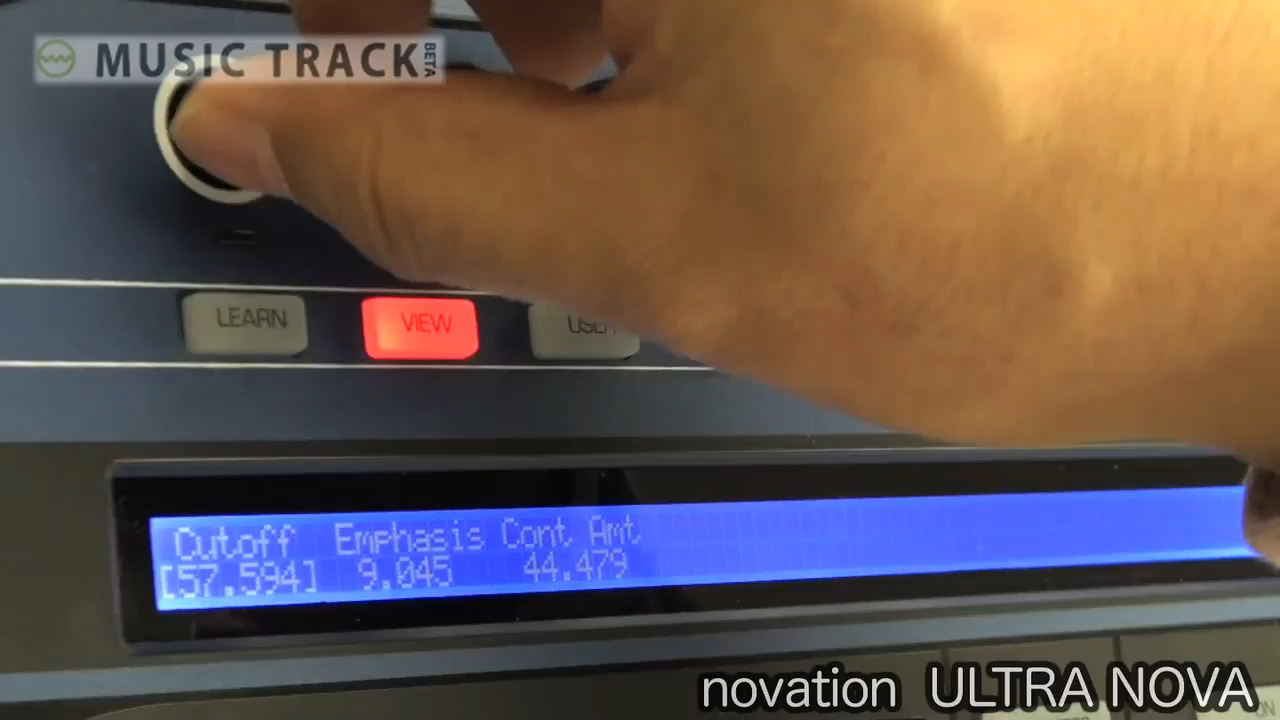 MUSIC TRACK BETA
LEARN
VIEW
USER
Cutoff Emphasis Cont Amt
[57.594] 9.045 44.479
novation ULTRA NOVA
ON